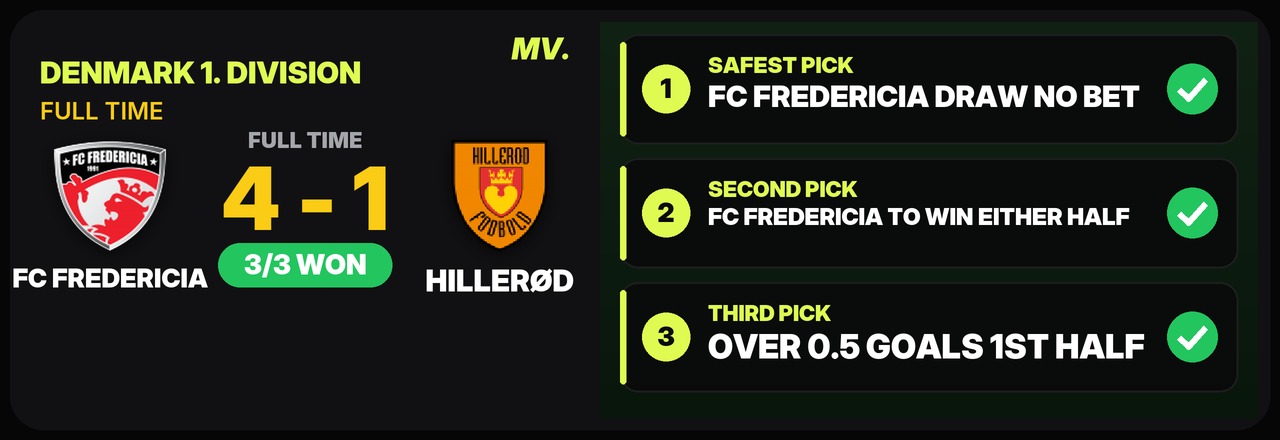 MV.
DENMARK 1. DIVISION
FULL TIME
FULL TIME
4 - 1
3/3 WON
FC FREDERICIA
1991
FC FREDERICIA
HILLEROD
FODBOLD
HILLERØD
1
SAFEST PICK
FC FREDERICIA DRAW NO BET
2
SECOND PICK
FC FREDERICIA TO WIN EITHER HALF
3
THIRD PICK
OVER 0.5 GOALS 1ST HALF